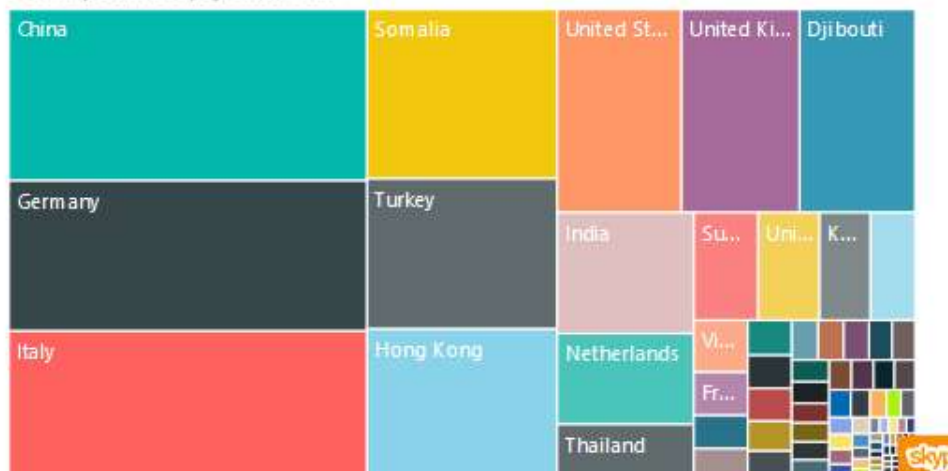 China
Somalia
United St...
United Ki...
Djibouti
Germany
Turkey
India
Su...
Uni...
K...
Italy
Hong Kong
Netherlands
Vi...
Fr...
Thailand
sky